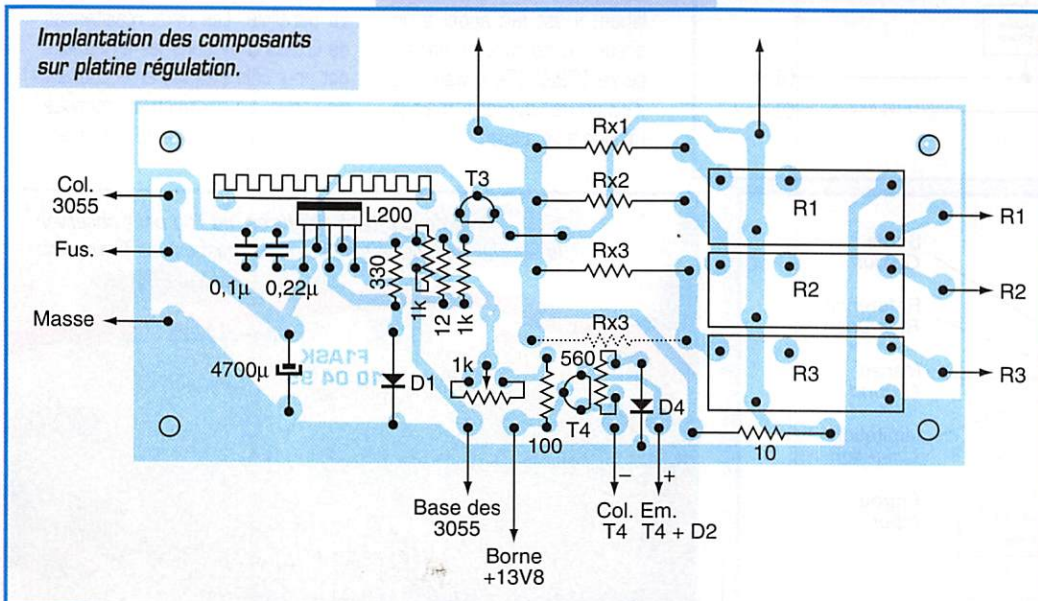 Implantation des composants
sur platine régulation.
Col.
3055
Fus.
Masse
0,1µ
0,22µ
L200
4700µ
330
1k
12
1k
T3
D1
1k
F1ASK
100
560
T4
D4
Rx1
Rx2
Rx3
Rx3
10
R1
R2
R3
R1
R2
R3
Base des
3055
Borne
+13V8
−
+
Col.
T4
Em.
T4 + D2